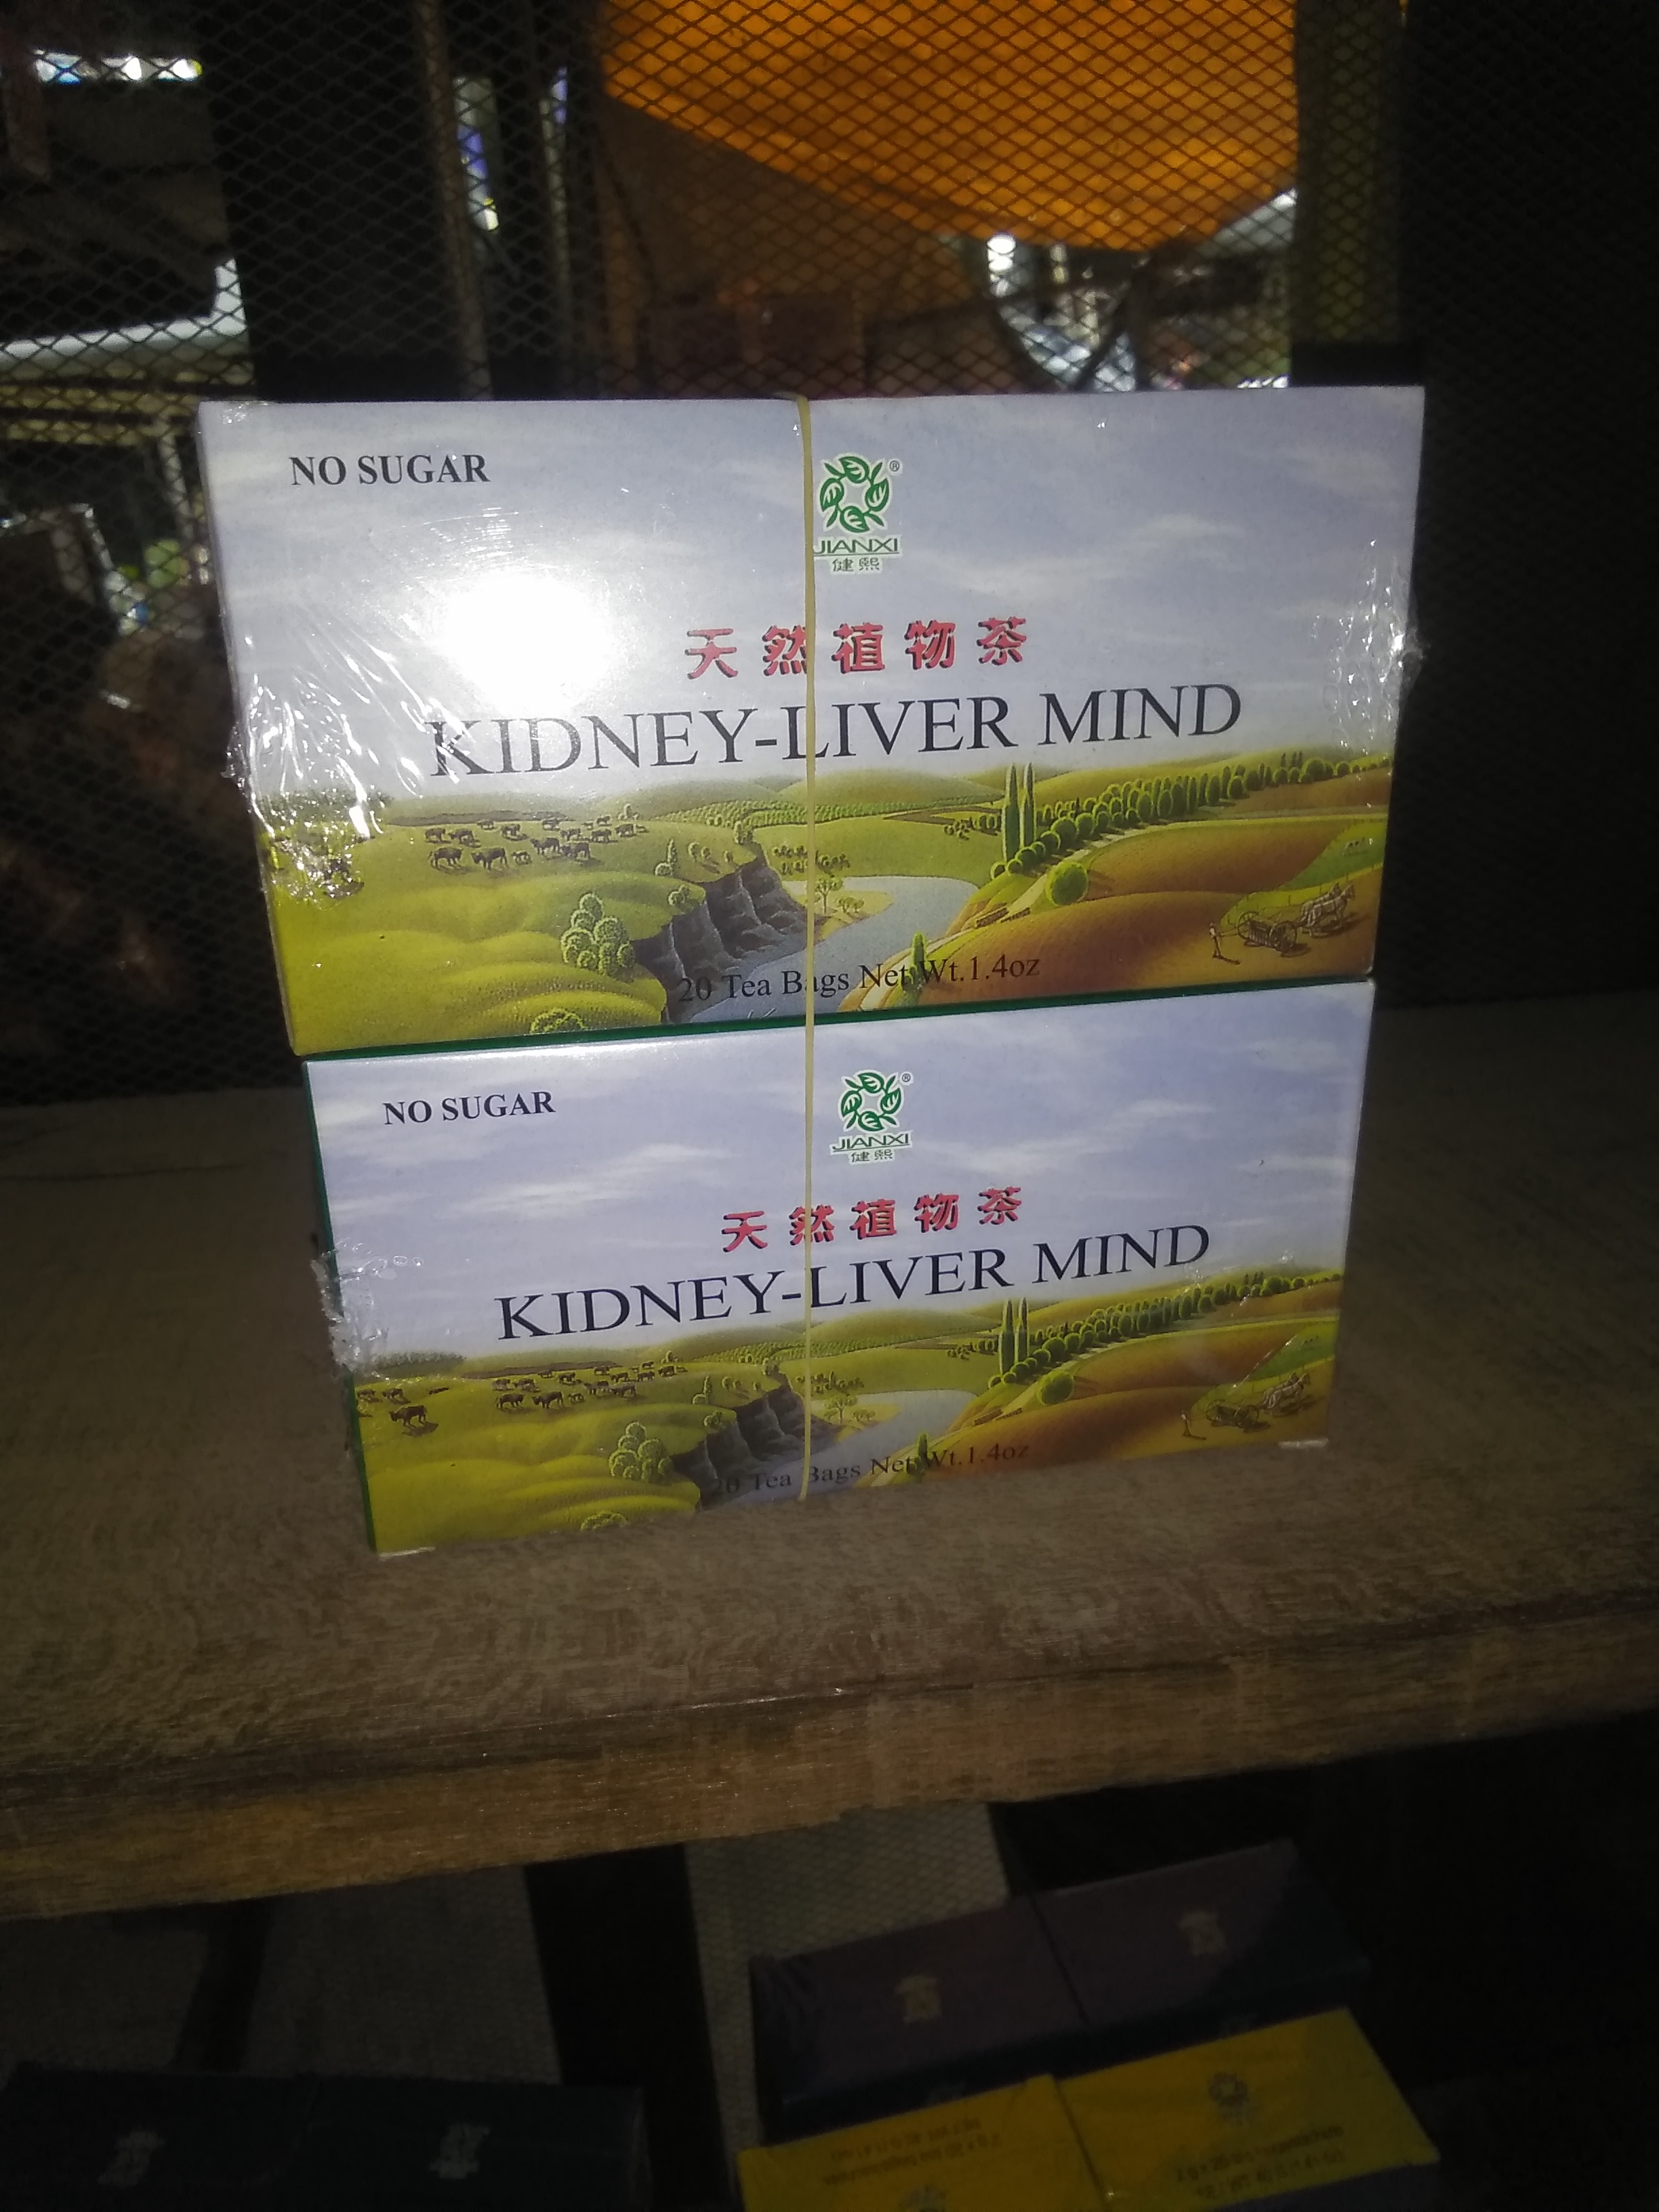 NO SUGAR
®
JIANXI
健熙
天然植物茶
KIDNEY-LIVER MIND
20 Tea Bags Net Wt.1.4oz
NO SUGAR
®
JIANXI
健熙
天然植物茶
KIDNEY-LIVER MIND
20 Tea Bags Net Wt.1.4oz